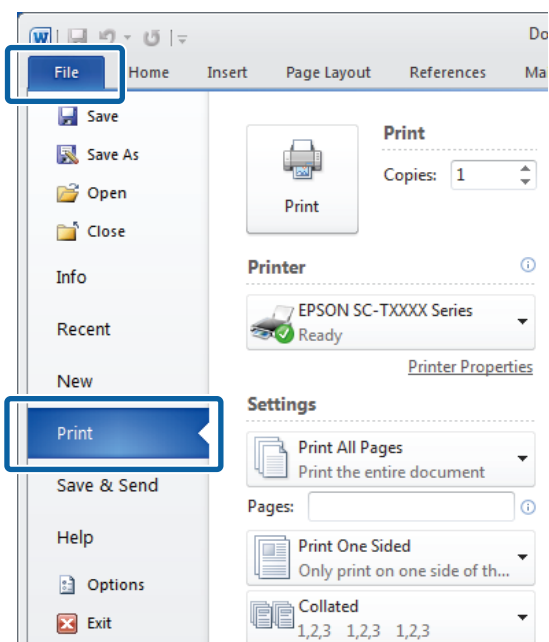 W
Do
File Home Insert Page Layout References Ma
Save
Save As
Open
Close
Info
Recent
New
Print
Save & Send
Help
Options
Exit
Print
Print
Copies: 1
Printer
EPSON SC-TXXXX Series
Ready
Printer Properties
Settings
Print All Pages
Print the entire document
Pages:
Print One Sided
Only print on one side of th...
Collated
1,2,3 1,2,3 1,2,3